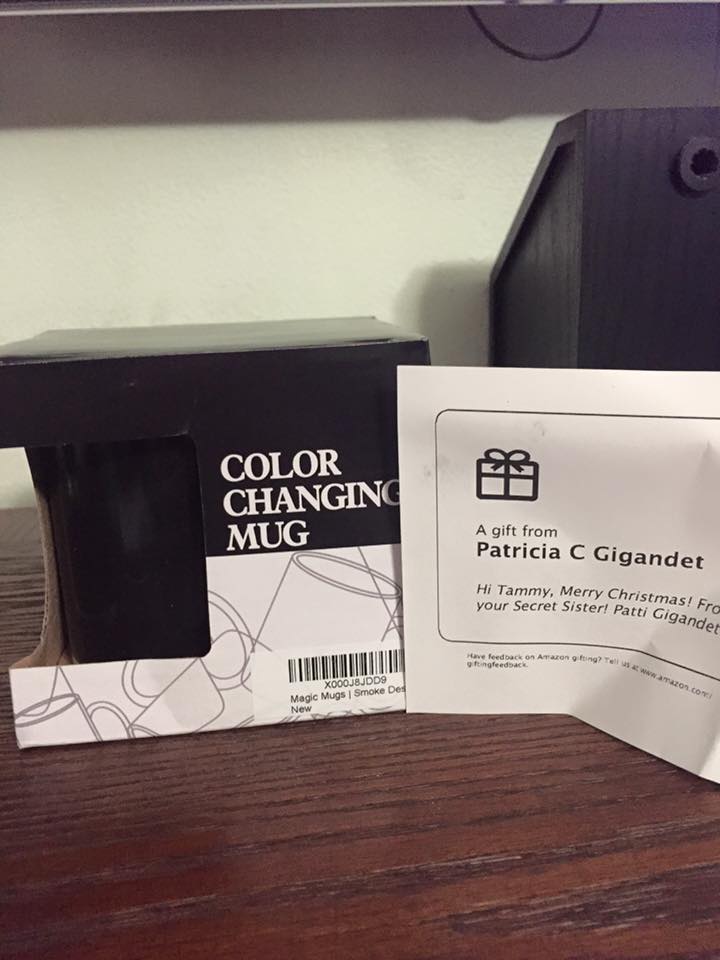 COLOR
CHANGING
MUG
X000J8JDD9
Magic Mugs | Smoke Des
New
A gift from
Patricia C Gigandet
Hi Tammy, Merry Christmas! Fro
your Secret Sister! Patti Gigandet
Have feedback on Amazon gifting? Tell us at www.amazon.com/
giftingfeedback.